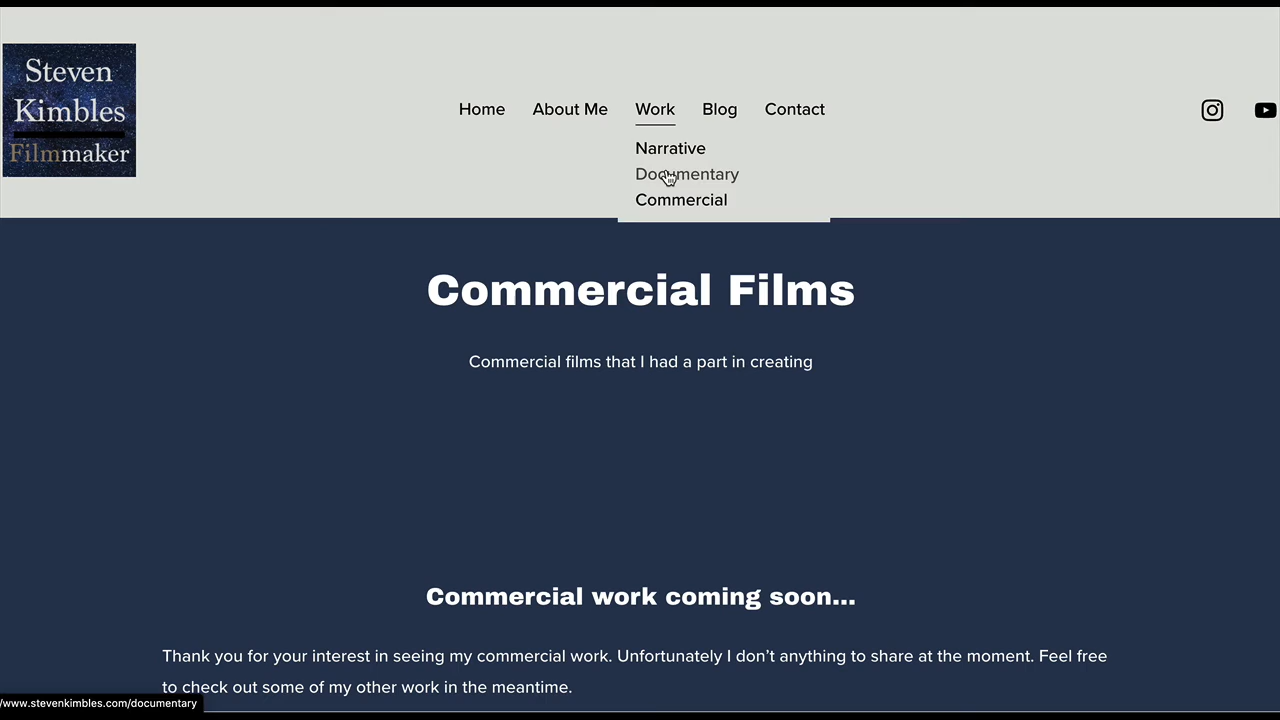 Steven
Kimbles
Filmmaker
Home About Me Work Blog Contact
Narrative
Documentary
Commercial
Commercial Films
Commercial films that I had a part in creating
Commercial work coming soon...
Thank you for your interest in seeing my commercial work. Unfortunately I don’t anything to share at the moment. Feel free
to check out some of my other work in the meantime.
/www.stevenkimbles.com/documentary